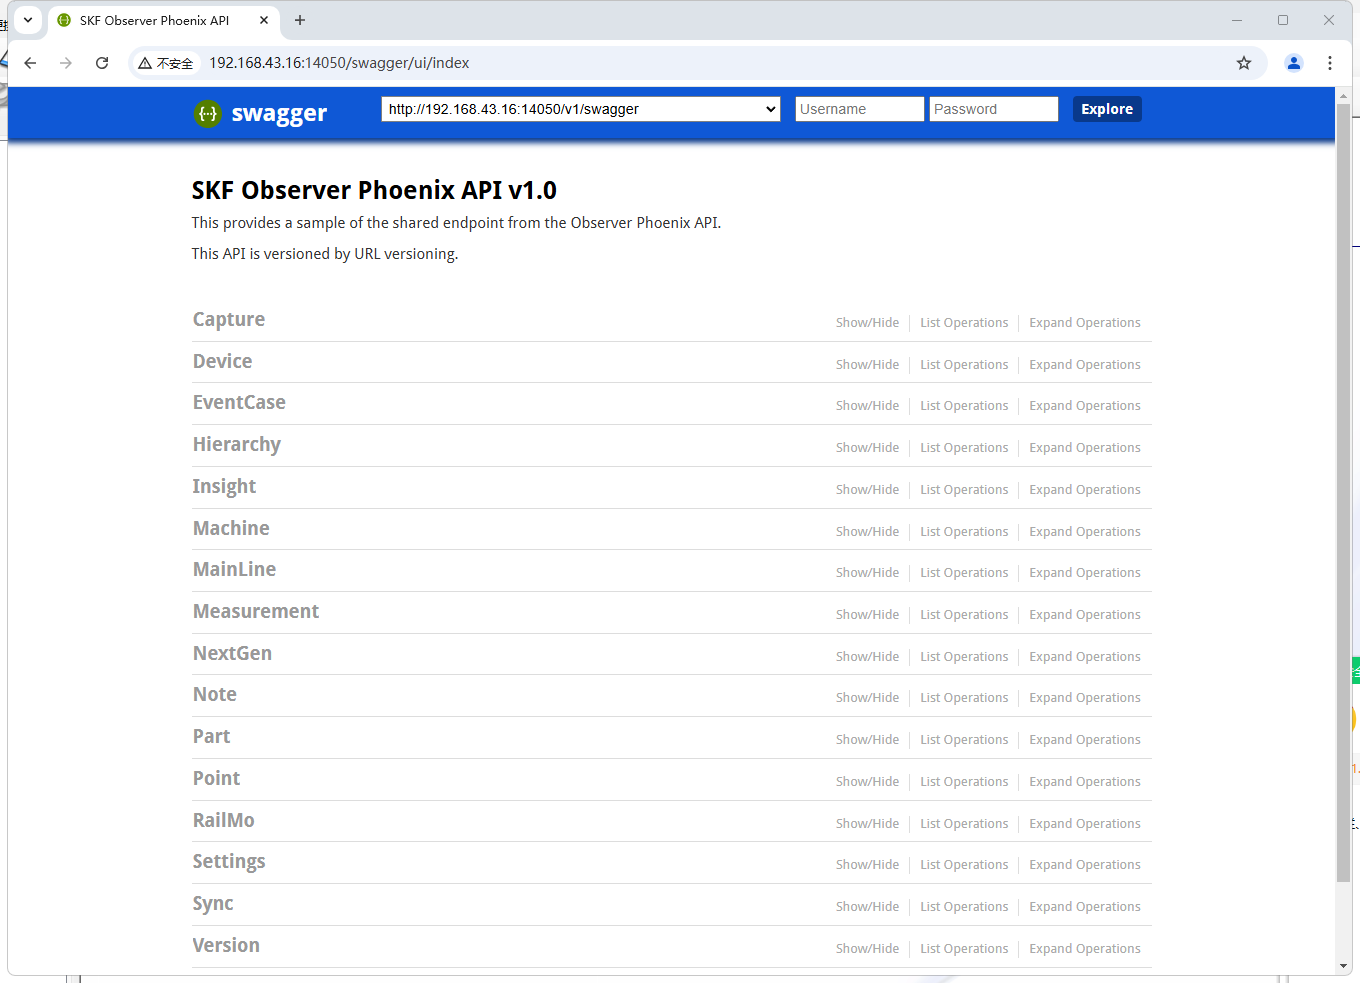 SKF Observer Phoenix API
不安全 192.168.43.16:14050/swagger/ui/index
swagger http://192.168.43.16:14050/v1/swagger Username Password Explore
SKF Observer Phoenix API v1.0
This provides a sample of the shared endpoint from the Observer Phoenix API.
This API is versioned by URL versioning.
Capture Show/Hide List Operations Expand Operations
Device Show/Hide List Operations Expand Operations
EventCase Show/Hide List Operations Expand Operations
Hierarchy Show/Hide List Operations Expand Operations
Insight Show/Hide List Operations Expand Operations
Machine Show/Hide List Operations Expand Operations
MainLine Show/Hide List Operations Expand Operations
Measurement Show/Hide List Operations Expand Operations
NextGen Show/Hide List Operations Expand Operations
Note Show/Hide List Operations Expand Operations
Part Show/Hide List Operations Expand Operations
Point Show/Hide List Operations Expand Operations
RailMo Show/Hide List Operations Expand Operations
Settings Show/Hide List Operations Expand Operations
Sync Show/Hide List Operations Expand Operations
Version Show/Hide List Operations Expand Operations